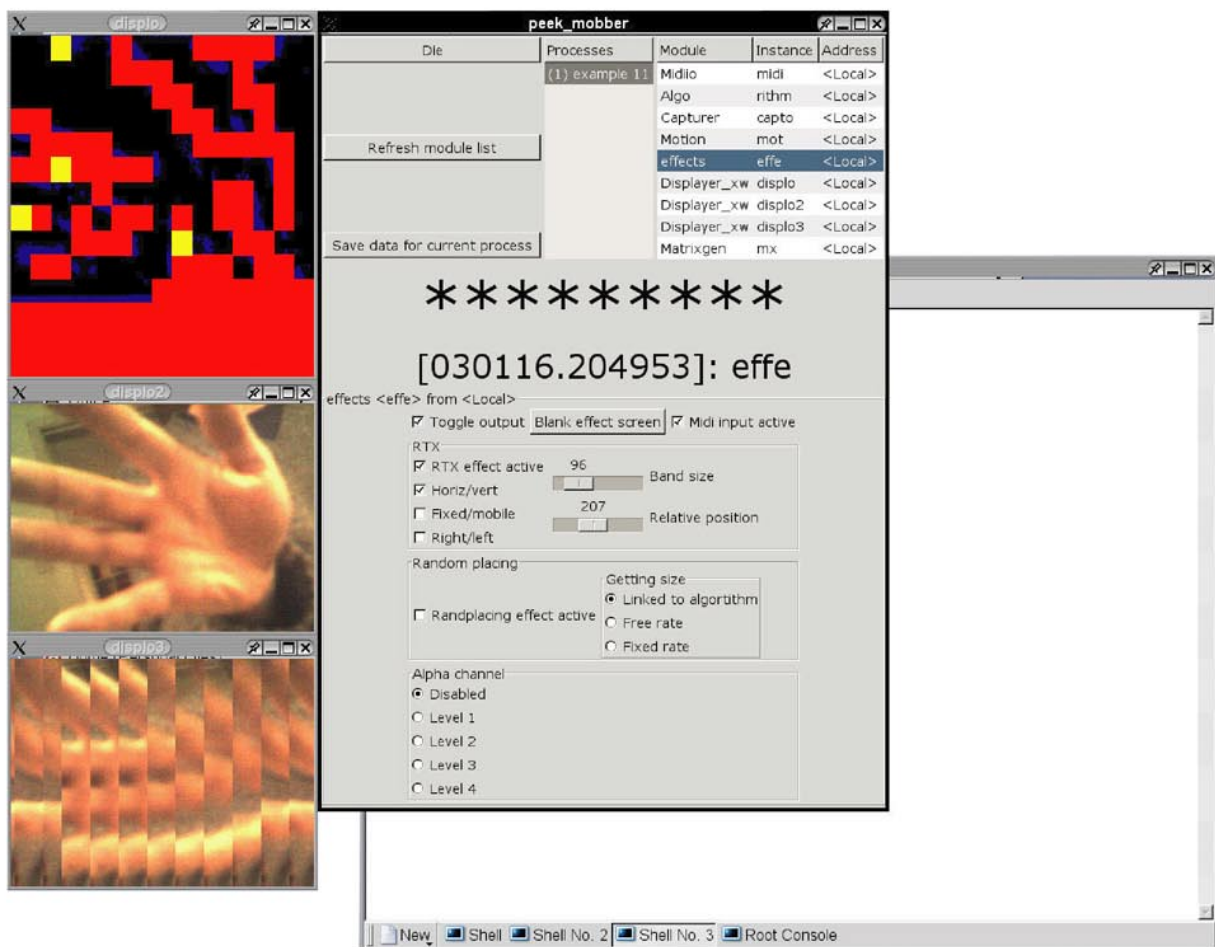 displo
peek_mobber
Die
Processes
Module Instance Address
(1) example 11
Midiio midi <Local>
Algo rithm <Local>
Capturer capto <Local>
Motion mot <Local>
effects effe <Local>
Displayer_xw displo <Local>
Displayer_xw displo2 <Local>
Displayer_xw displo3 <Local>
Matrixgen mx <Local>
Refresh module list
Save data for current process
*********
[030116.204953]: effe
effects <effe> from <Local>
Toggle output Blank effect screen Midi input active
RTX
RTX effect active 96 Band size
Horiz/vert
Fixed/mobile 207 Relative position
Right/left
Random placing
Getting size
Randplacing effect active
Linked to algortithm
Free rate
Fixed rate
Alpha channel
Disabled
Level 1
Level 2
Level 3
Level 4
displo2
displo3
New Shell Shell No. 2 Shell No. 3 Root Console